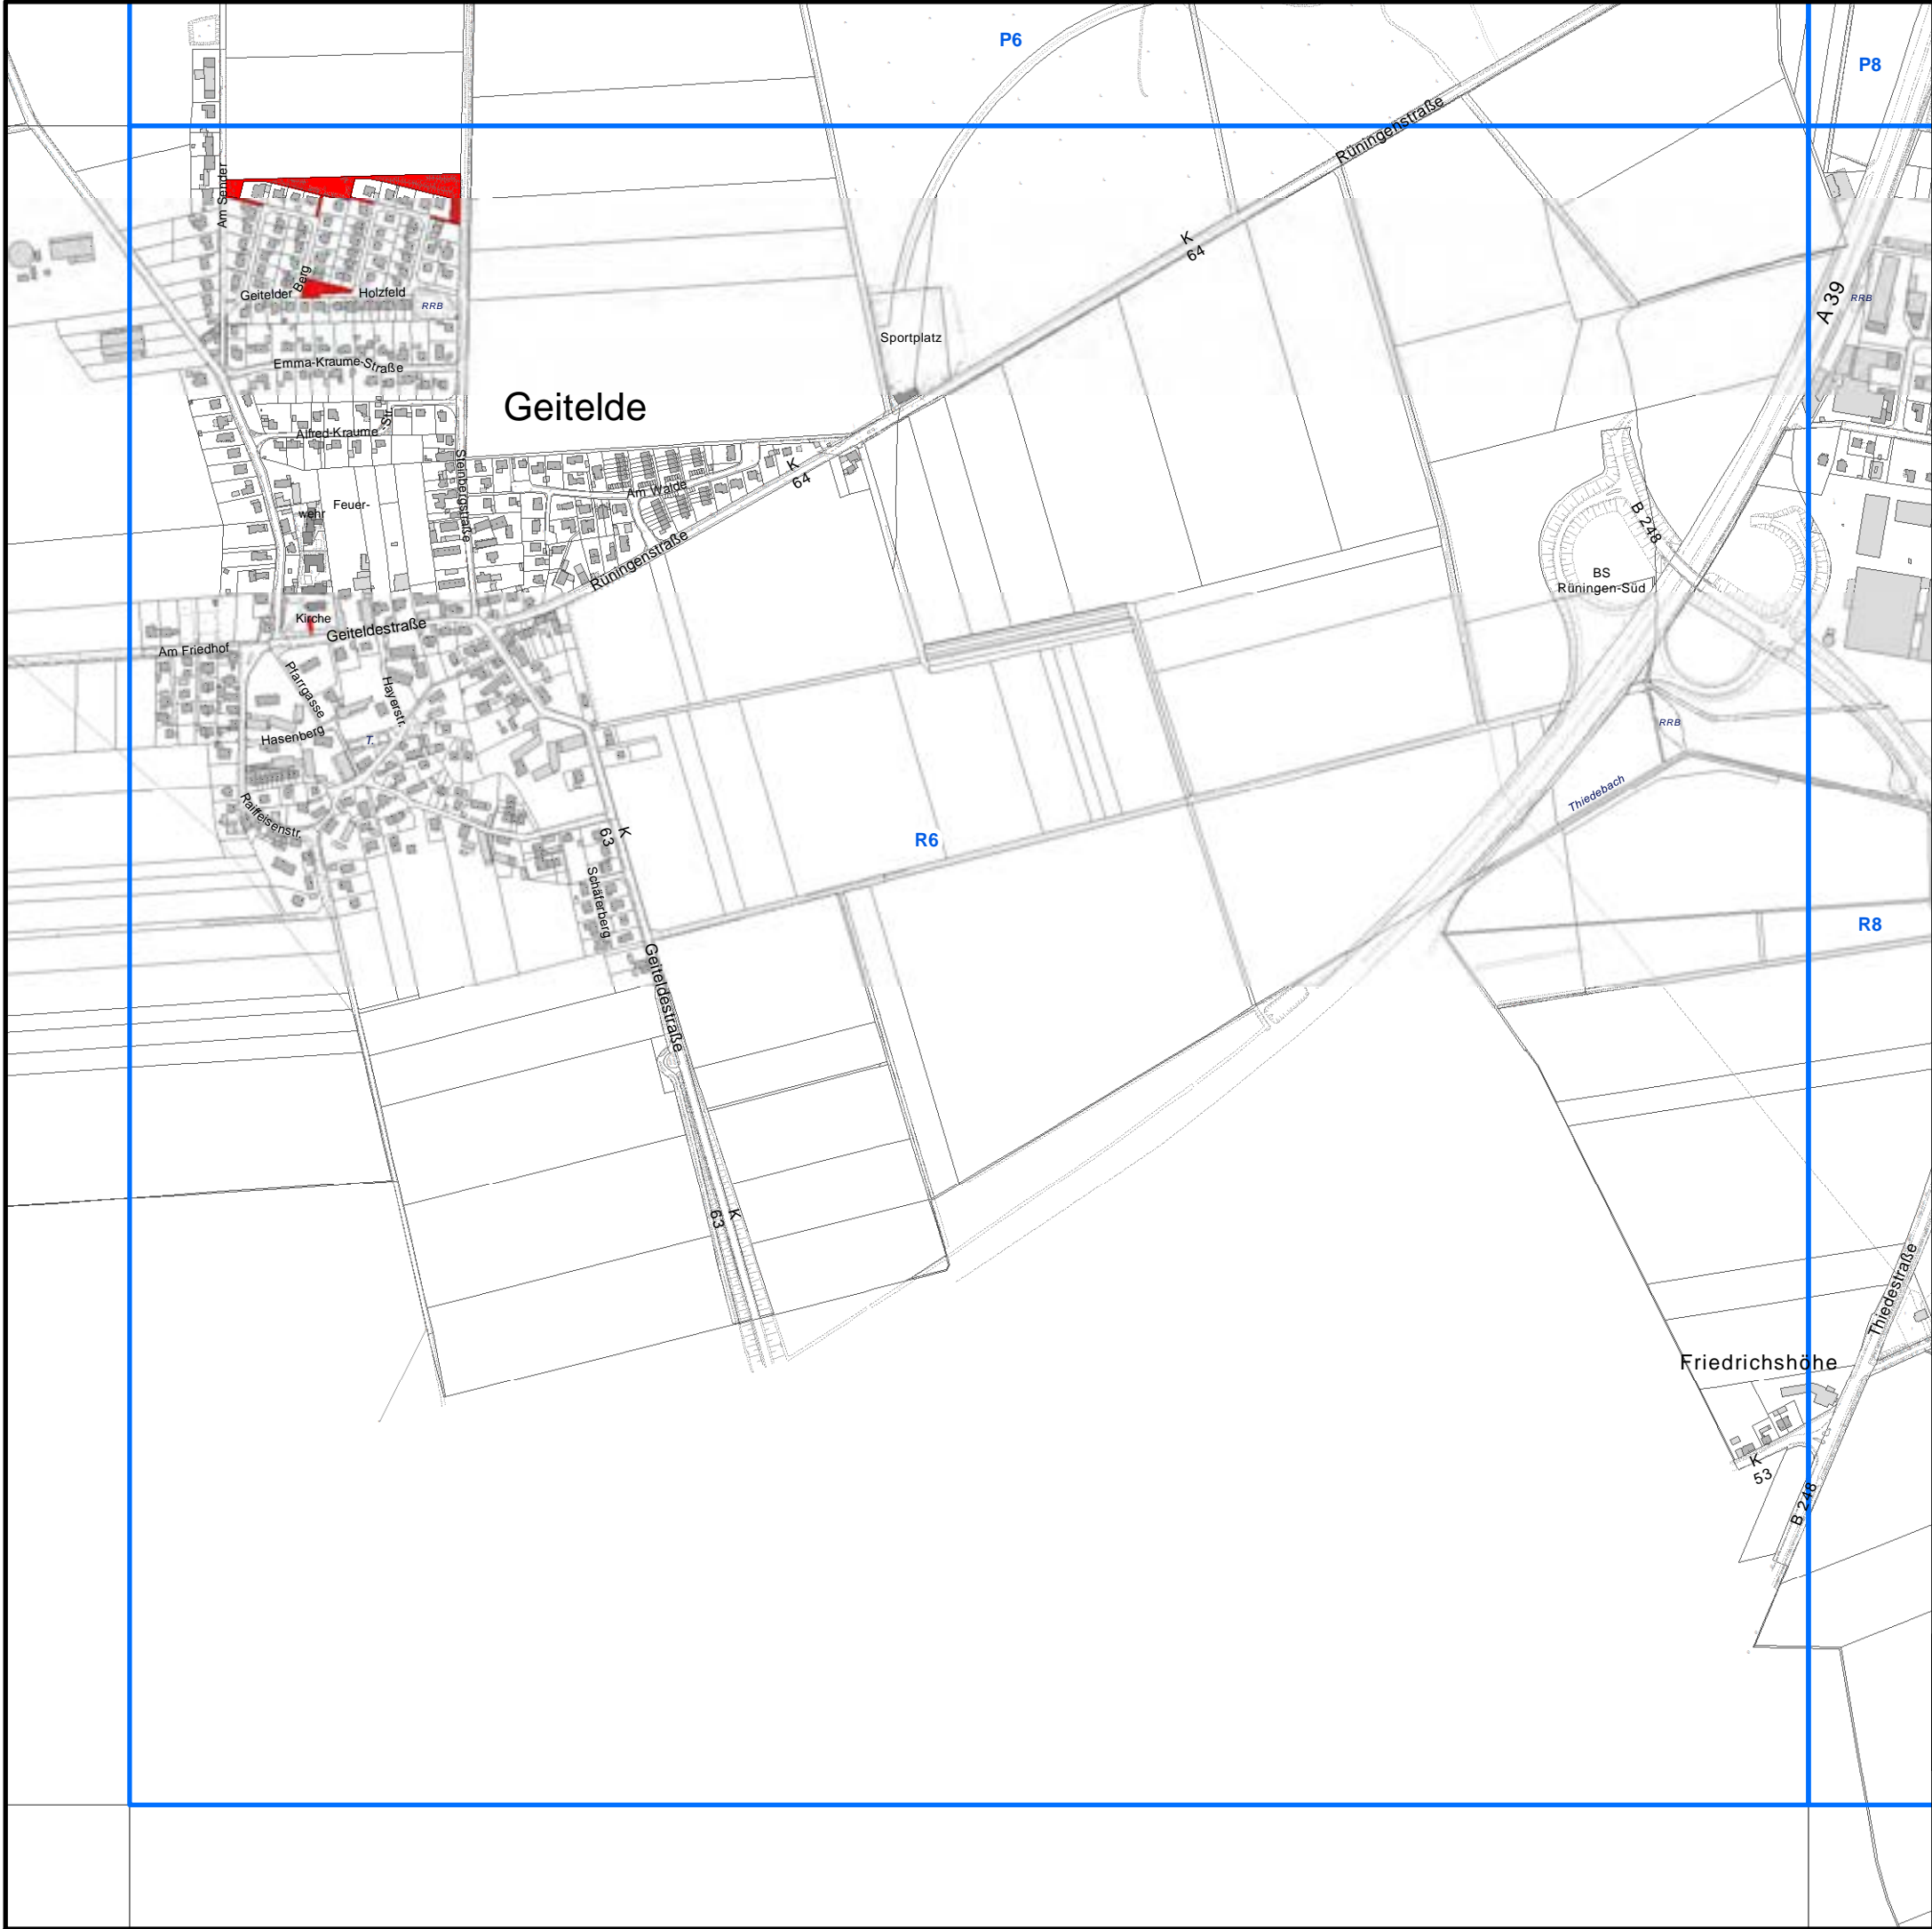 P6
P8
Rüningenstraße
Am Sender
K
64
Geitelder
Berg
Holzfeld
RRB
A 39
RRB
Sportplatz
Emma-Kraume-Straße
Geitelde
Alfred-Kraume
-Str.
Steinbergstraße
K
64
Am Walde
Feuer-
wehr
B 248
Rüningenstraße
BS
Rüningen-Süd
Kirche
Geiteldestraße
Am Friedhof
Pfarrgasse
Hayerstr.
Hasenberg
T.
RRB
Thiedebach
Raiffeisenstr.
K
63
R6
Schäferberg
R8
Geiteldestraße
K
63
Thiedestraße
Friedrichshöhe
K
53
B 248